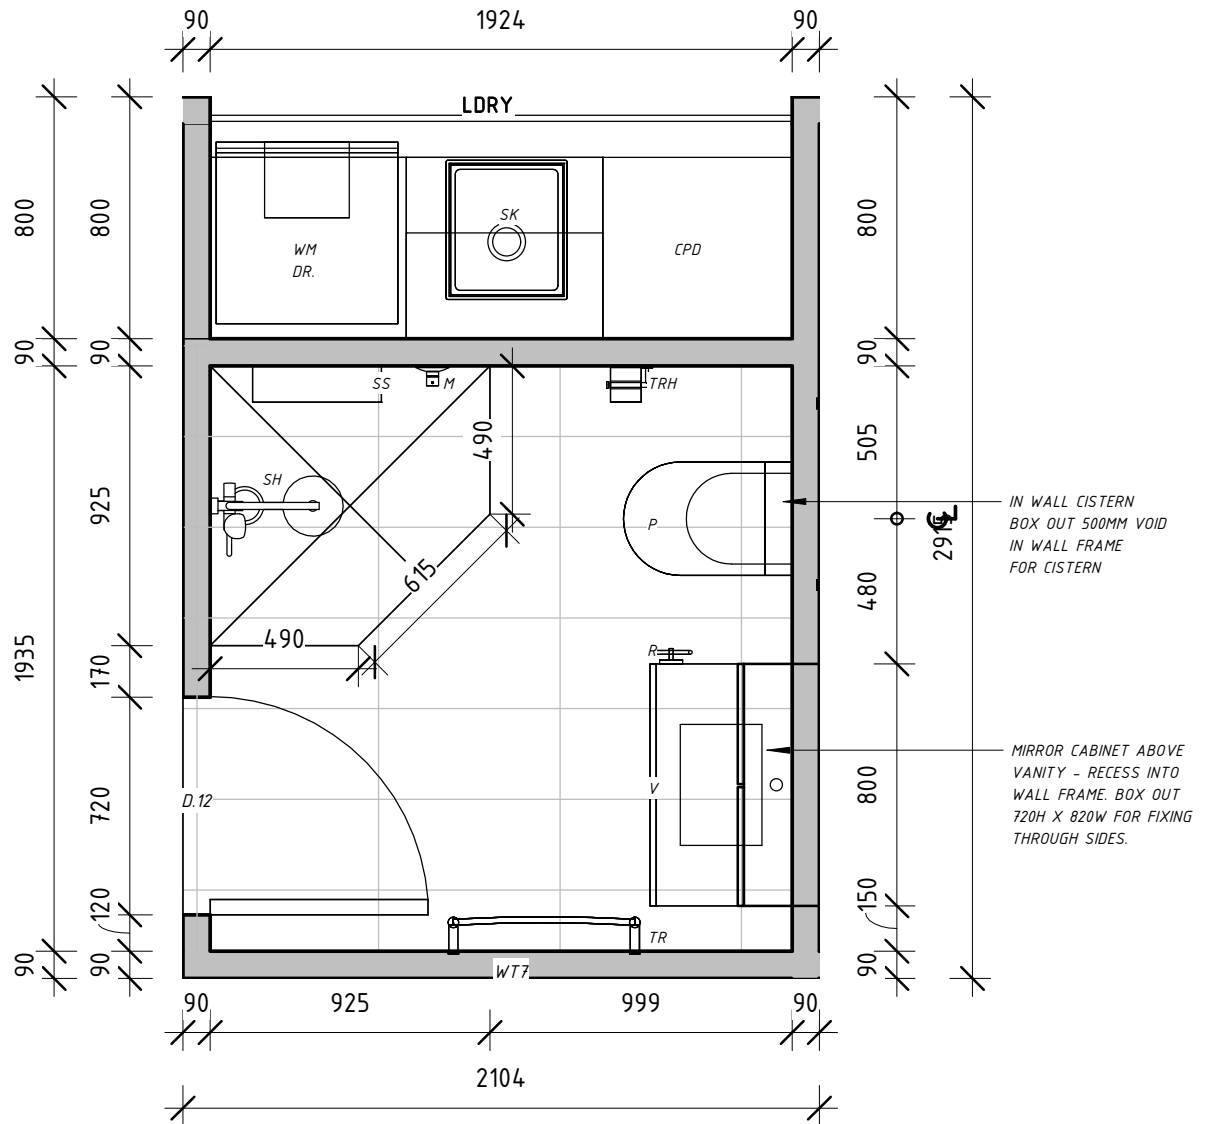 90 1924 90
LDRY
800 800 800
SK
WM
DR.
CPD
90 90 90
SS M TRH
490
505
SH
925
IN WALL CISTERN
BOX OUT 500MM VOID
IN WALL FRAME
FOR CISTERN
P
615
480
490
R
1935
170
MIRROR CABINET ABOVE
VANITY - RECESS INTO
WALL FRAME. BOX OUT
720H X 820W FOR FIXING
THROUGH SIDES.
D.12
720
V
800
120
150
TR
90 90 90
WT7
90 925 999 90
2104